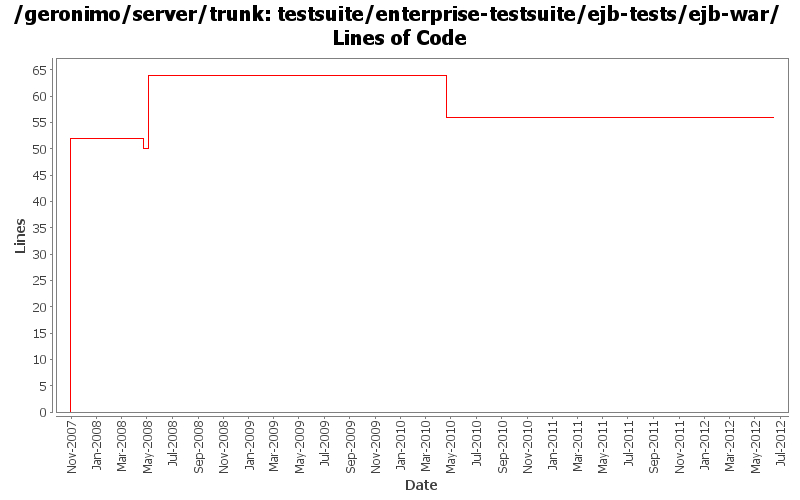 /geronimo/server/trunk: testsuite/enterprise-testsuite/ejb-tests/ejb-war/
Lines of Code
65
60
55
50
45
40
35
30
25
20
15
10
5
0
Lines
Nov-2007
Jan-2008
Mar-2008
May-2008
Jul-2008
Sep-2008
Nov-2008
Jan-2009
Mar-2009
May-2009
Jul-2009
Sep-2009
Nov-2009
Jan-2010
Mar-2010
May-2010
Jul-2010
Sep-2010
Nov-2010
Jan-2011
Mar-2011
May-2011
Jul-2011
Sep-2011
Nov-2011
Jan-2012
Mar-2012
May-2012
Jul-2012
Date